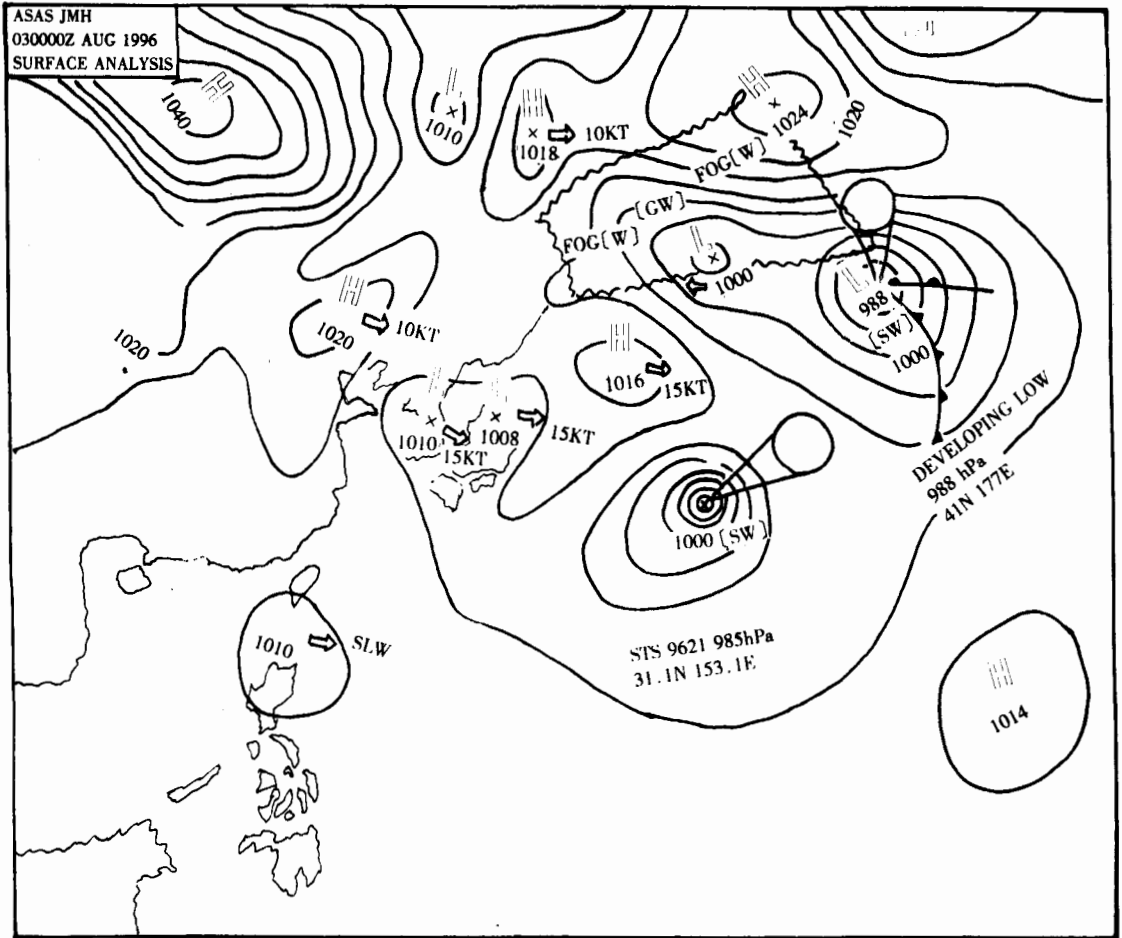 ASAS JMH
030000Z AUG 1996
SURFACE ANALYSIS
H
1040
L
1010
H
1018
10KT
H
1024
1020
FOG[W]
[GW]
FOG[W]
L
1000
L
988
[SW]
1000
H
1020
10KT
1020
H
1016
15KT
1010
15KT
1008
15KT
DEVELOPING LOW
988 hPa
41N 177E
1000 [SW]
STS 9621 985hPa
31.1N 153.1E
1010
SLW
H
1014